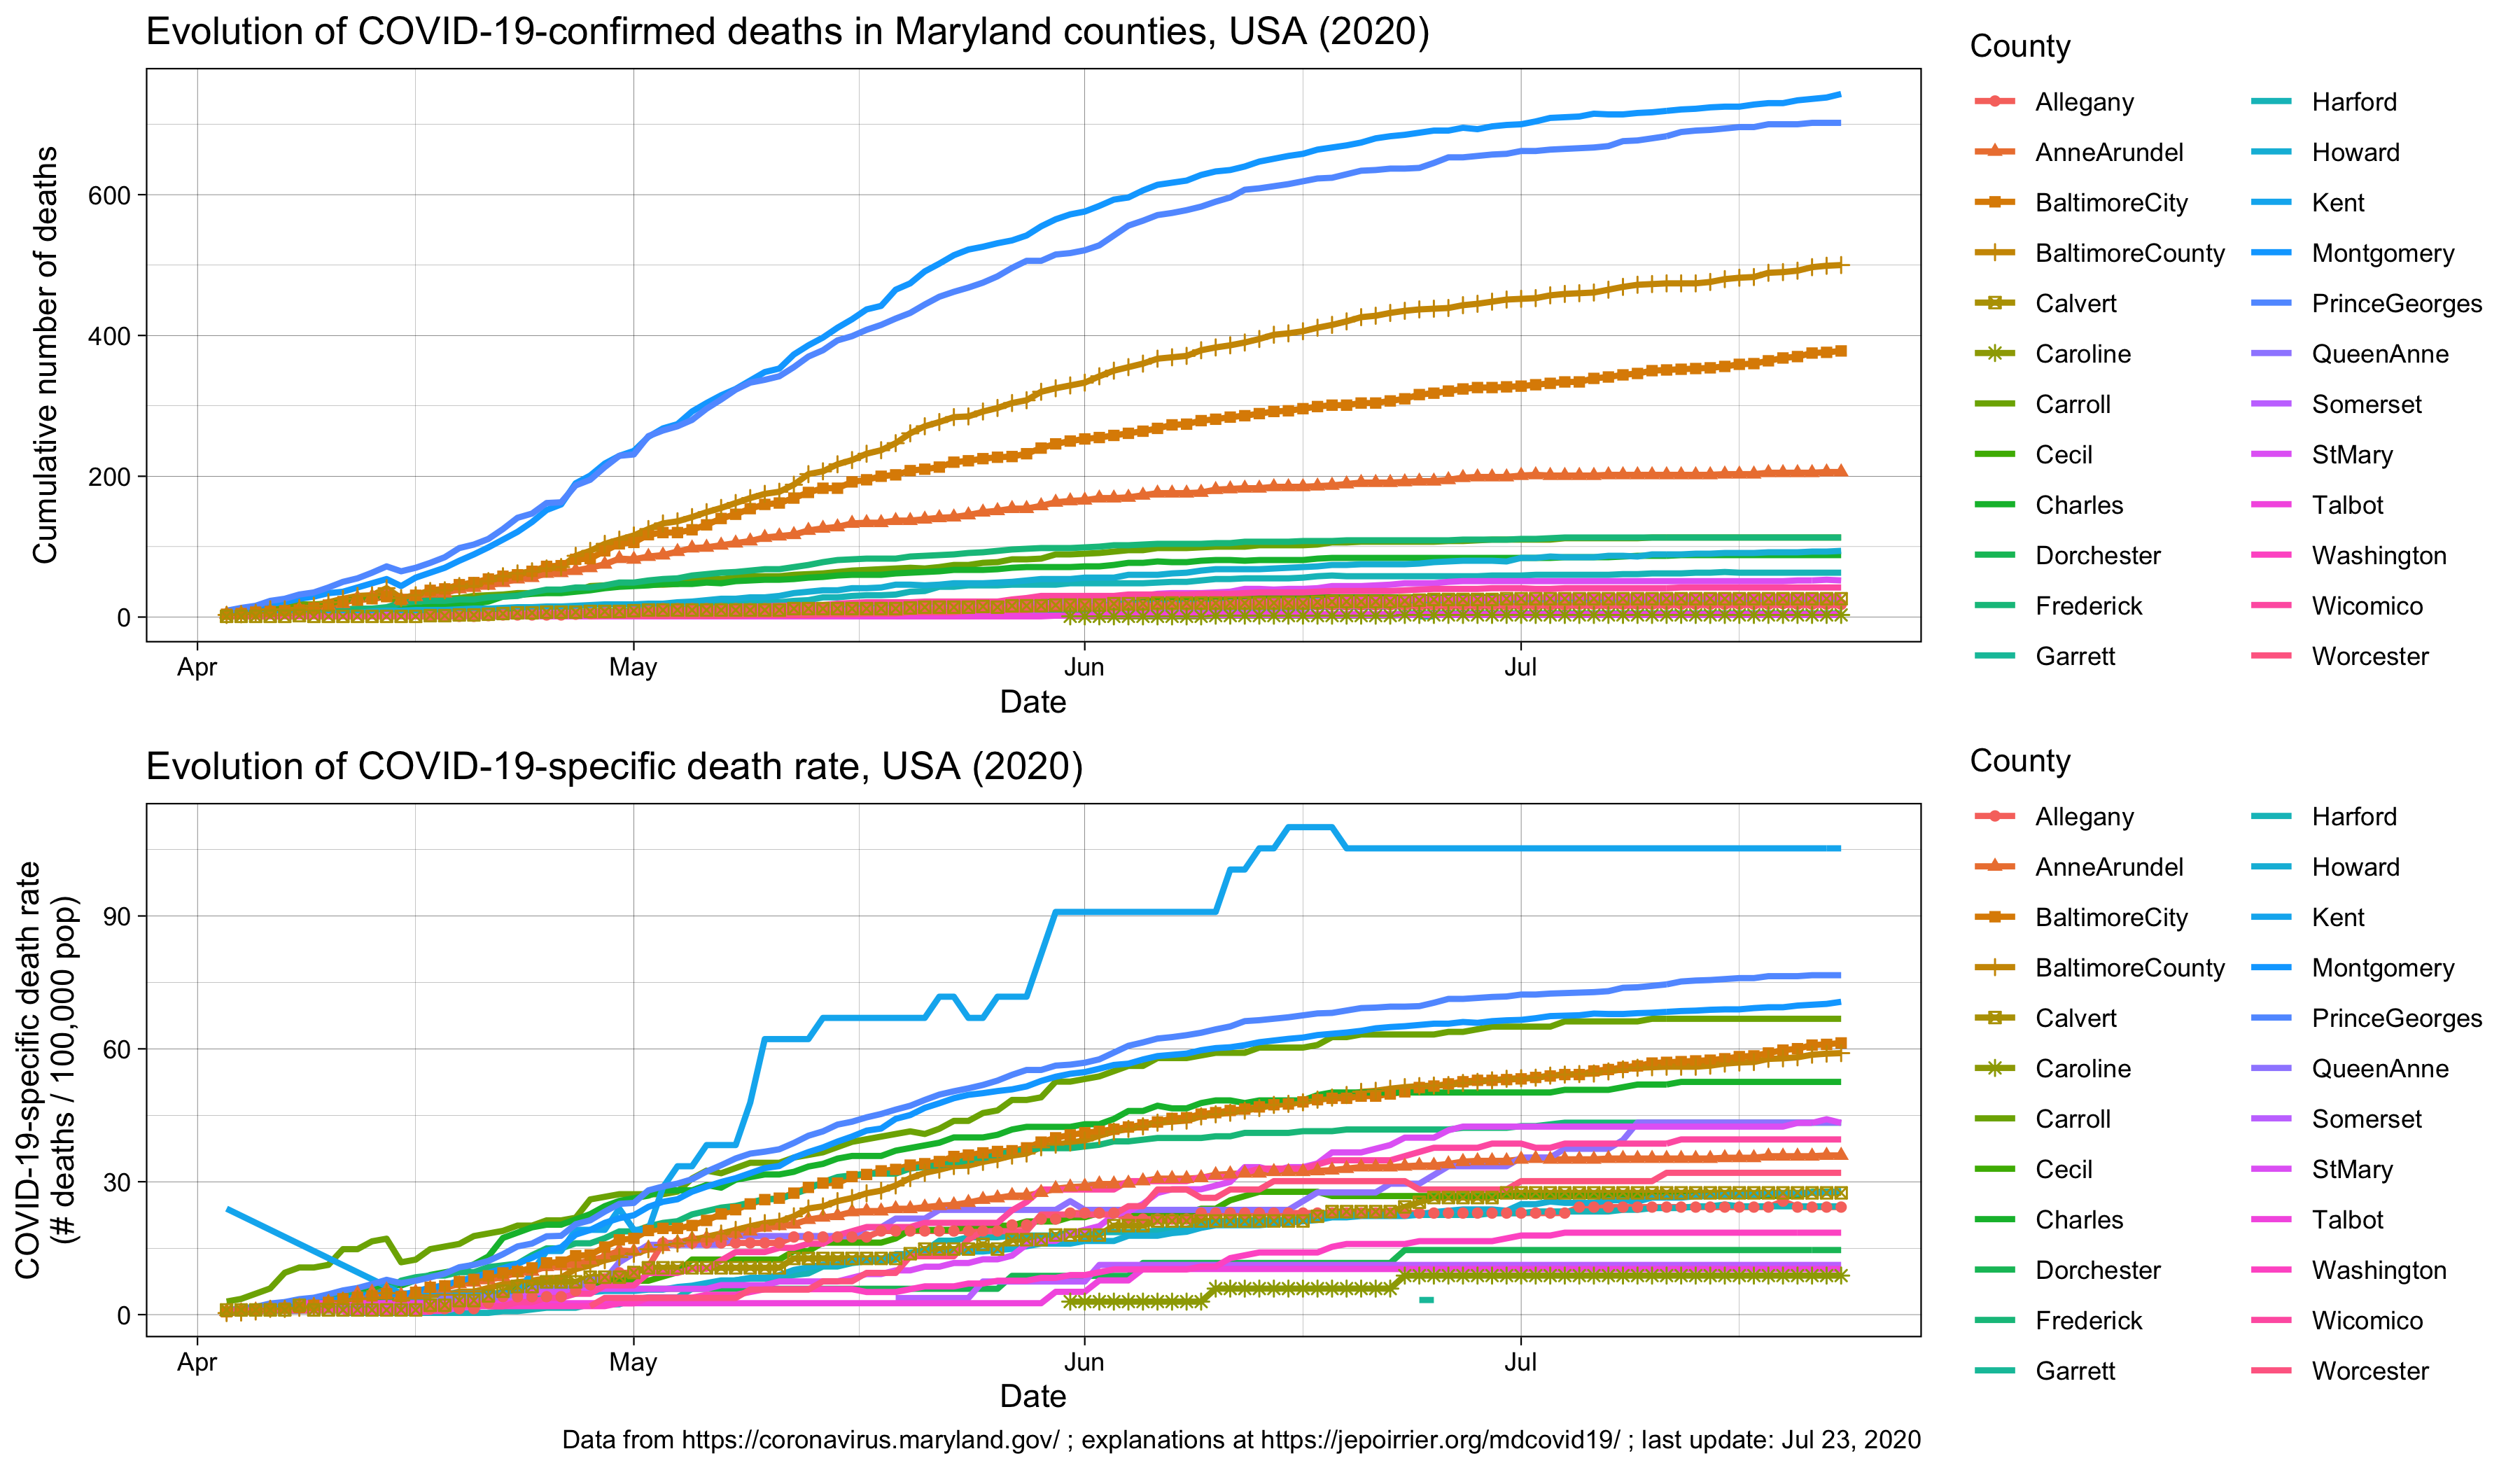 Evolution of COVID-19-confirmed deaths in Maryland counties, USA (2020)
Cumulative number of deaths
600
400
200
0
Apr
May
Jun
Jul
Date
County
Allegany
AnneArundel
BaltimoreCity
BaltimoreCounty
Calvert
Caroline
Carroll
Cecil
Charles
Dorchester
Frederick
Garrett
Harford
Howard
Kent
Montgomery
PrinceGeorges
QueenAnne
Somerset
StMary
Talbot
Washington
Wicomico
Worcester
Evolution of COVID-19-specific death rate, USA (2020)
COVID-19-specific death rate
(# deaths / 100,000 pop)
90
60
30
0
Apr
May
Jun
Jul
Date
County
Allegany
AnneArundel
BaltimoreCity
BaltimoreCounty
Calvert
Caroline
Carroll
Cecil
Charles
Dorchester
Frederick
Garrett
Harford
Howard
Kent
Montgomery
PrinceGeorges
QueenAnne
Somerset
StMary
Talbot
Washington
Wicomico
Worcester
Data from https://coronavirus.maryland.gov/ ; explanations at https://jepoirrier.org/mdcovid19/ ; last update: Jul 23, 2020